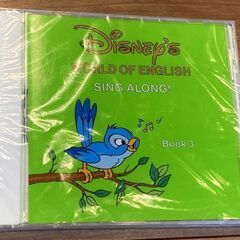 Disney's
WORLD OF ENGLISH
SING ALONG!
Book 3